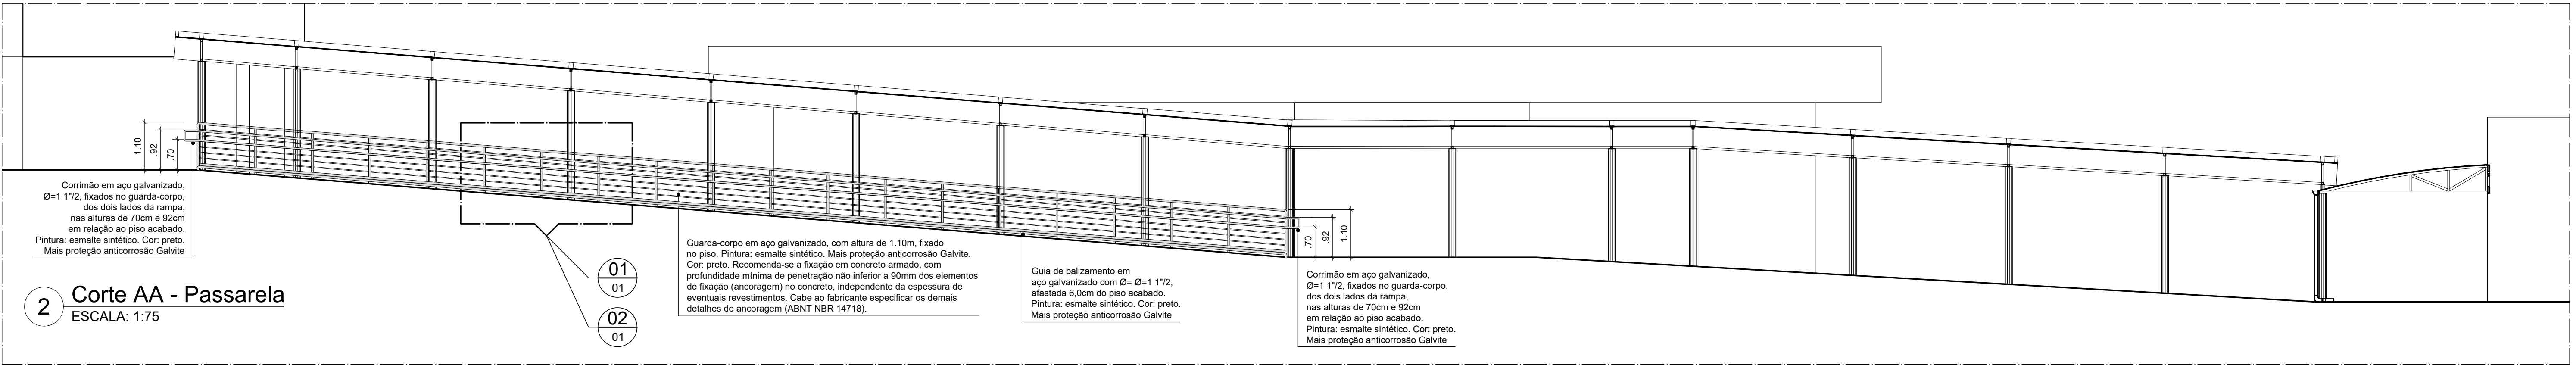 1.10
.92
.70
Corrimão em aço galvanizado,
Ø=1 1"/2, fixados no guarda-corpo,
dos dois lados da rampa,
nas alturas de 70cm e 92cm
em relação ao piso acabado.
Pintura: esmalte sintético. Cor: preto.
Mais proteção anticorrosão Galvite
2
Corte AA - Passarela
ESCALA: 1:75
01
01
02
01
Guarda-corpo em aço galvanizado, com altura de 1.10m, fixado
no piso. Pintura: esmalte sintético. Mais proteção anticorrosão Galvite.
Cor: preto. Recomenda-se a fixação em concreto armado, com
profundidade mínima de penetração não inferior a 90mm dos elementos
de fixação (ancoragem) no concreto, independente da espessura de
eventuais revestimentos. Cabe ao fabricante especificar os demais
detalhes de ancoragem (ABNT NBR 14718).
Guia de balizamento em
aço galvanizado com Ø= Ø=1 1"/2,
afastada 6,0cm do piso acabado.
Pintura: esmalte sintético. Cor: preto.
Mais proteção anticorrosão Galvite
.70
.92
1.10
Corrimão em aço galvanizado,
Ø=1 1"/2, fixados no guarda-corpo,
dos dois lados da rampa,
nas alturas de 70cm e 92cm
em relação ao piso acabado.
Pintura: esmalte sintético. Cor: preto.
Mais proteção anticorrosão Galvite